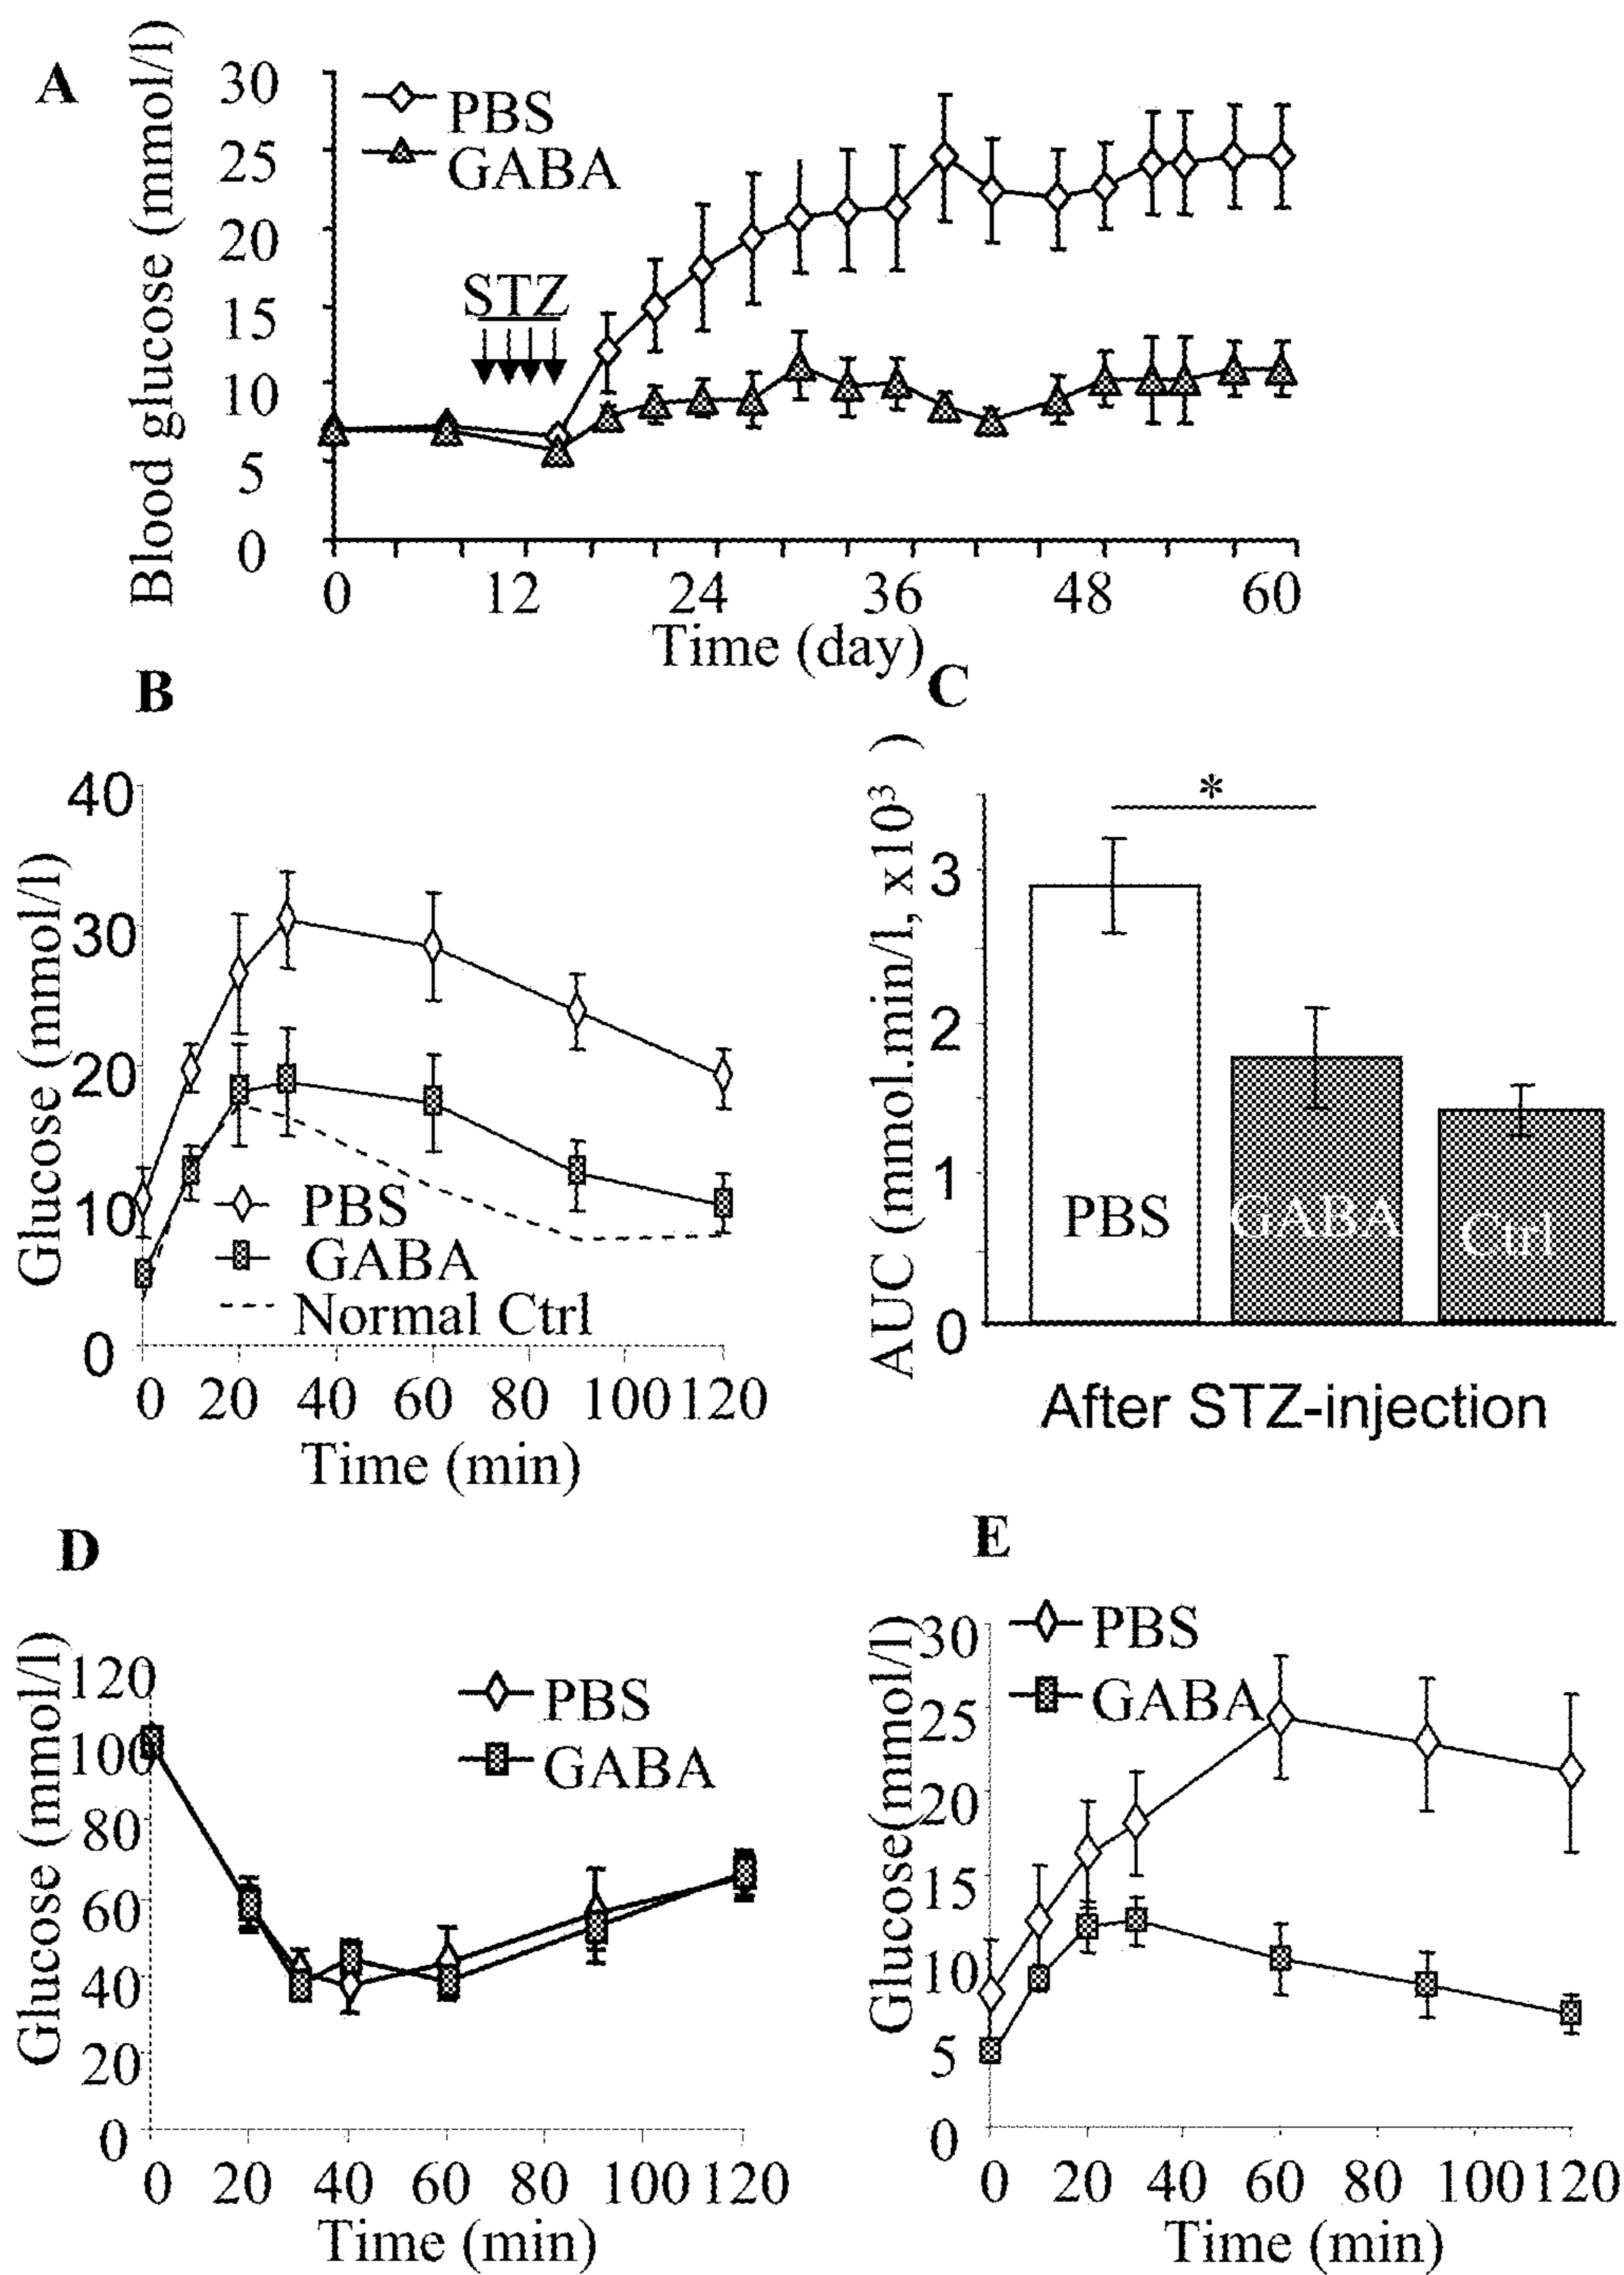 A
Blood glucose (mmol/l)
30
25
20
15
10
5
0
PBS
GABA
STZ
0 12 24 36 48 60
Time (day)
B
Glucose (mmol/l)
40
30
20
10
0
PBS
GABA
Normal Ctrl
0 20 40 60 80 100 120
Time (min)
C
AUC (mmol.min/l, x10³ )
3
2
1
0
*
PBS
GABA
Ctrl
After STZ-injection
D
Glucose (mmol/l)
120
100
80
60
40
20
0
PBS
GABA
0 20 40 60 80 100 120
Time (min)
E
Glucose(mmol/l)
30
25
20
15
10
5
0
PBS
GABA
0 20 40 60 80 100 120
Time (min)